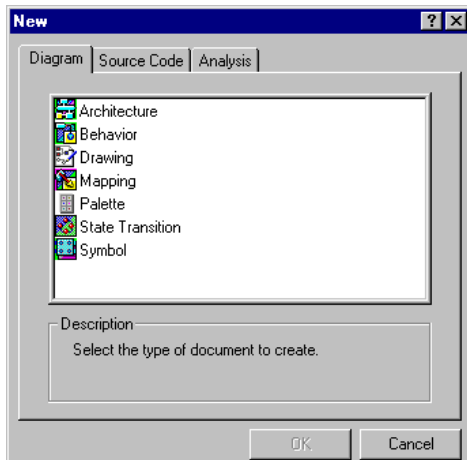 New
Diagram Source Code Analysis
Architecture
Behavior
Drawing
Mapping
Palette
State Transition
Symbol
Description
Select the type of document to create.
OK Cancel